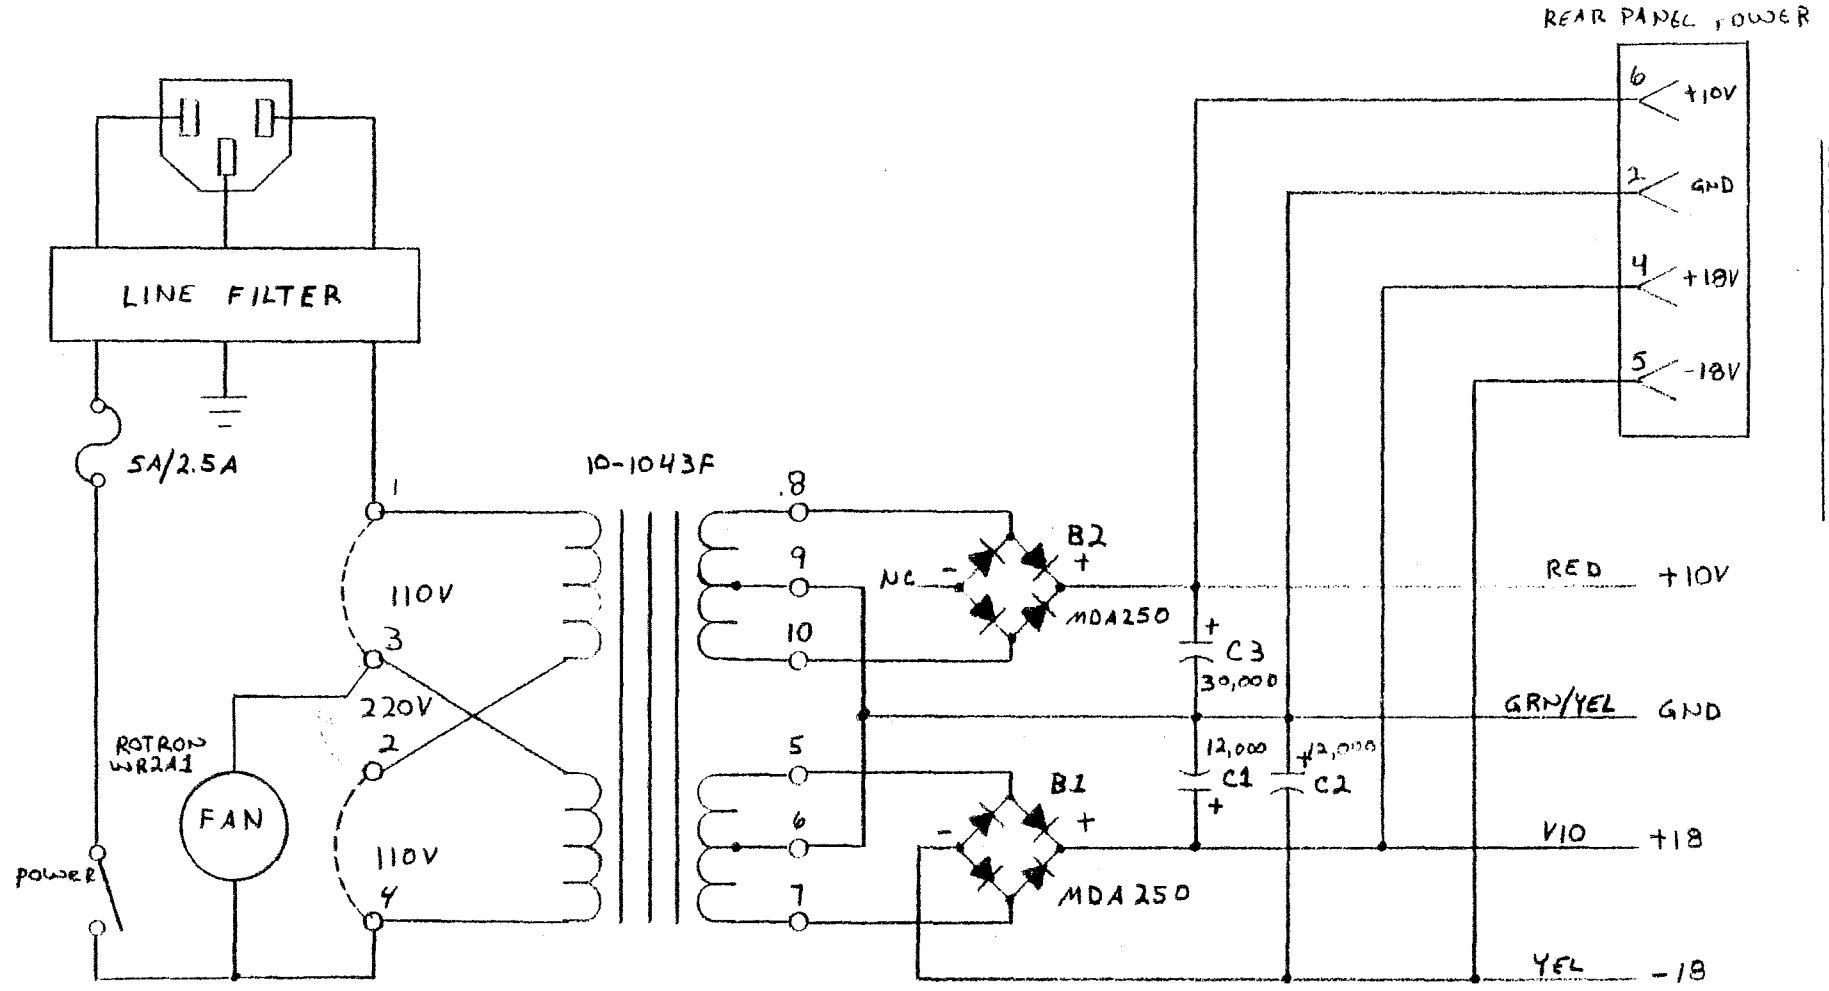 REAR PANEL OWER
6 +10V
2 GND
4 +18V
5 -18V
LINE FILTER
5A/2.5A
10-1043F
1
110V
3
220V
2
110V
4
ROTRON
WR2A1
FAN
POWER
8
9
10
5
6
7
NC
-
B2
+
MDA250
-
B1
+
MDA250
+
C3
30,000
12,000
C1
+
+12,000
C2
RED +10V
GRN/YEL GND
VIO +18
YEL -18